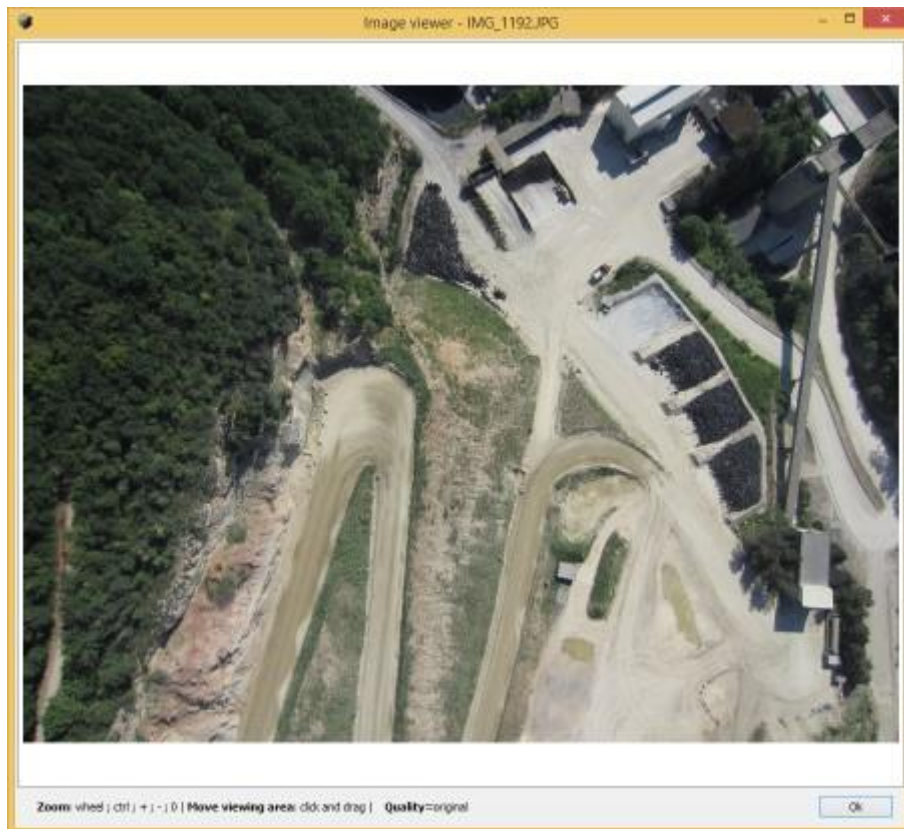 Image viewer - IMG_1192.JPG
Zoom: wheel ; ctrl ; + ; - ; 0 | Move viewing area: click and drag | Quality=original
Ok